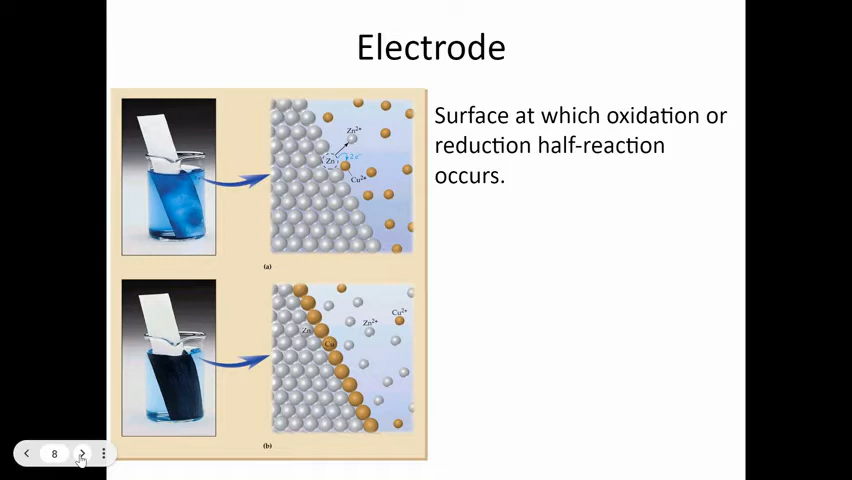 Electrode
Surface at which oxidation or
reduction half-reaction
occurs.
Zn²⁺
Zn
2e⁻
Cu²⁺
(a)
Cu²⁺
Zn²⁺
Zn
Cu
(b)
8